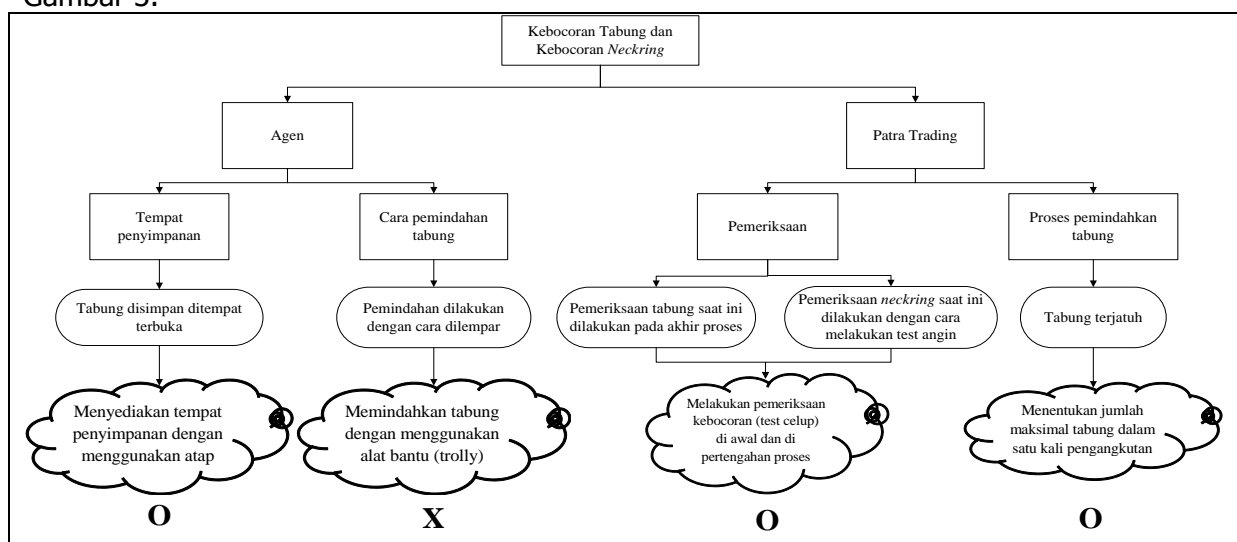 Gambar 5.
Kebocoran Tabung dan
Kebocoran Neckring
Agen
Patra Trading
Tempat
penyimpanan
Cara pemindahan
tabung
Pemeriksaan
Proses pemindahkan
tabung
Tabung disimpan ditempat
terbuka
Pemindahan dilakukan
dengan cara dilempar
Pemeriksaan tabung saat ini
dilakukan pada akhir proses
Pemeriksaan neckring saat ini
dilakukan dengan cara
melakukan test angin
Tabung terjatuh
Menyediakan tempat
penyimpanan dengan
menggunakan atap
Memindahkan tabung
dengan menggunakan
alat bantu (trolly)
Melakukan pemeriksaan
kebocoran (test celup)
di awal dan di
pertengahan proses
Menentukan jumlah
maksimal tabung dalam
satu kali pengangkutan
O
X
O
O